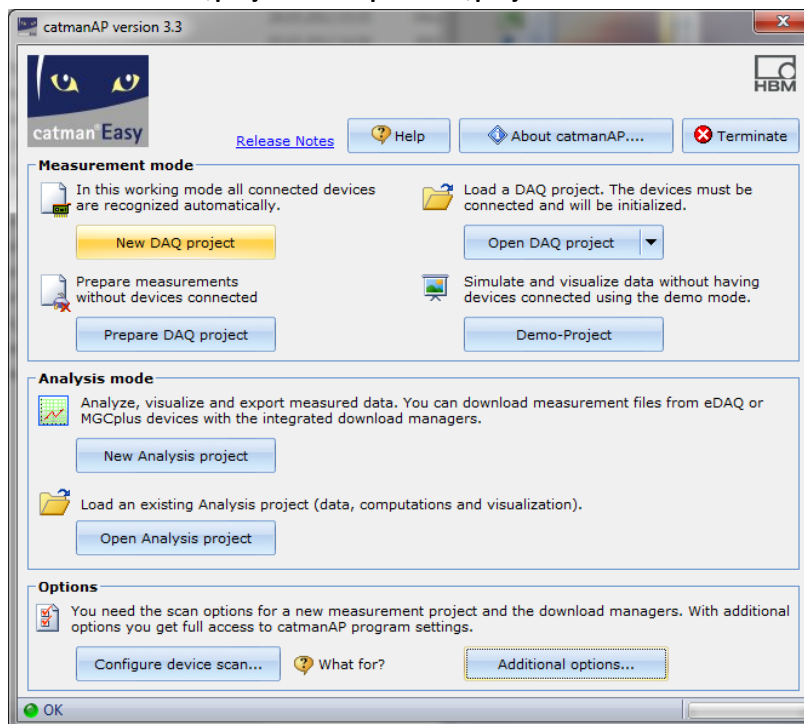 catmanAP version 3.3
HBM
catman Easy
Release Notes
Help
About catmanAP....
Terminate
Measurement mode
In this working mode all connected devices
are recognized automatically.
New DAQ project
Load a DAQ project. The devices must be
connected and will be initialized.
Open DAQ project
Prepare measurements
without devices connected
Prepare DAQ project
Simulate and visualize data without having
devices connected using the demo mode.
Demo-Project
Analysis mode
Analyze, visualize and export measured data. You can download measurement files from eDAQ or
MGCplus devices with the integrated download managers.
New Analysis project
Load an existing Analysis project (data, computations and visualization).
Open Analysis project
Options
You need the scan options for a new measurement project and the download managers. With additional
options you get full access to catmanAP program settings.
Configure device scan...
What for?
Additional options...
OK